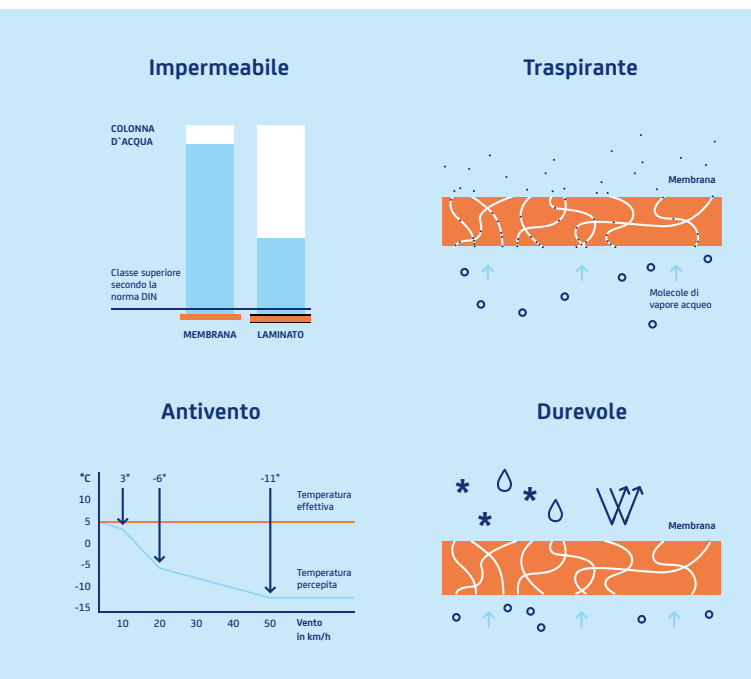 Impermeabile
COLONNA
D`ACQUA
Classe superiore
secondo la
norma DIN
MEMBRANA
LAMINATO
Traspirante
Membrana
Molecole di
vapore acqueo
Antivento
°C
3°
-6°
-11°
10
5
0
-5
-10
-15
Temperatura
effettiva
Temperatura
percepita
10
20
30
40
50
Vento
in km/h
Durevole
Membrana